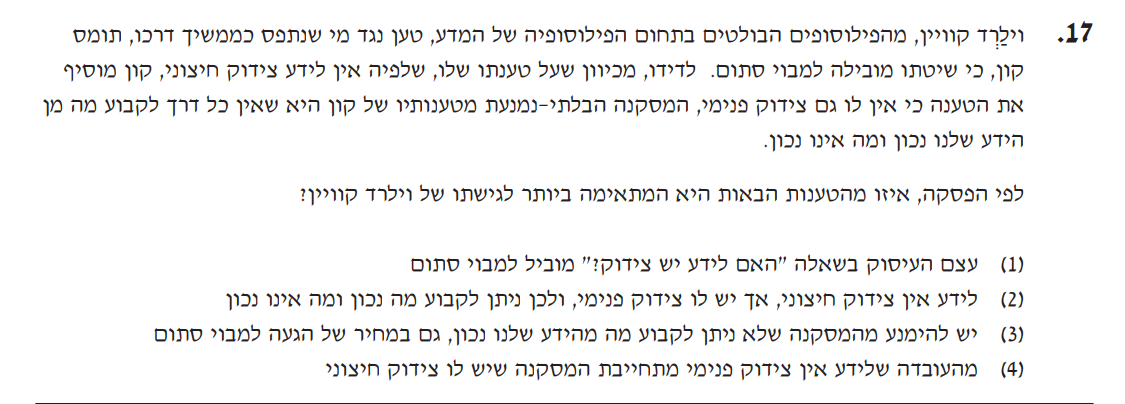 17. וילַרְד קוויין, מהפילוסופים הבולטים בתחום הפילוסופיה של המדע, טען נגד מי שנתפס כממשיך דרכו, תומס
קון, כי שיטתו מובילה למבוי סתום. לדידו, מכיוון שעל טענתו שלו, שלפיה אין לידע צידוק חיצוני, קון מוסיף
את הטענה כי אין לו גם צידוק פנימי, המסקנה הבלתי-נמנעת מטענותיו של קון היא שאין כל דרך לקבוע מה מן
הידע שלנו נכון ומה אינו נכון.
לפי הפסקה, איזו מהטענות הבאות היא המתאימה ביותר לגישתו של וילרד קוויין?
(1) עצם העיסוק בשאלה "האם לידע יש צידוק?" מוביל למבוי סתום
(2) לידע אין צידוק חיצוני, אך יש לו צידוק פנימי, ולכן ניתן לקבוע מה נכון ומה אינו נכון
(3) יש להימנע מהמסקנה שלא ניתן לקבוע מה מהידע שלנו נכון, גם במחיר של הגעה למבוי סתום
(4) מהעובדה שלידע אין צידוק פנימי מתחייבת המסקנה שיש לו צידוק חיצוני